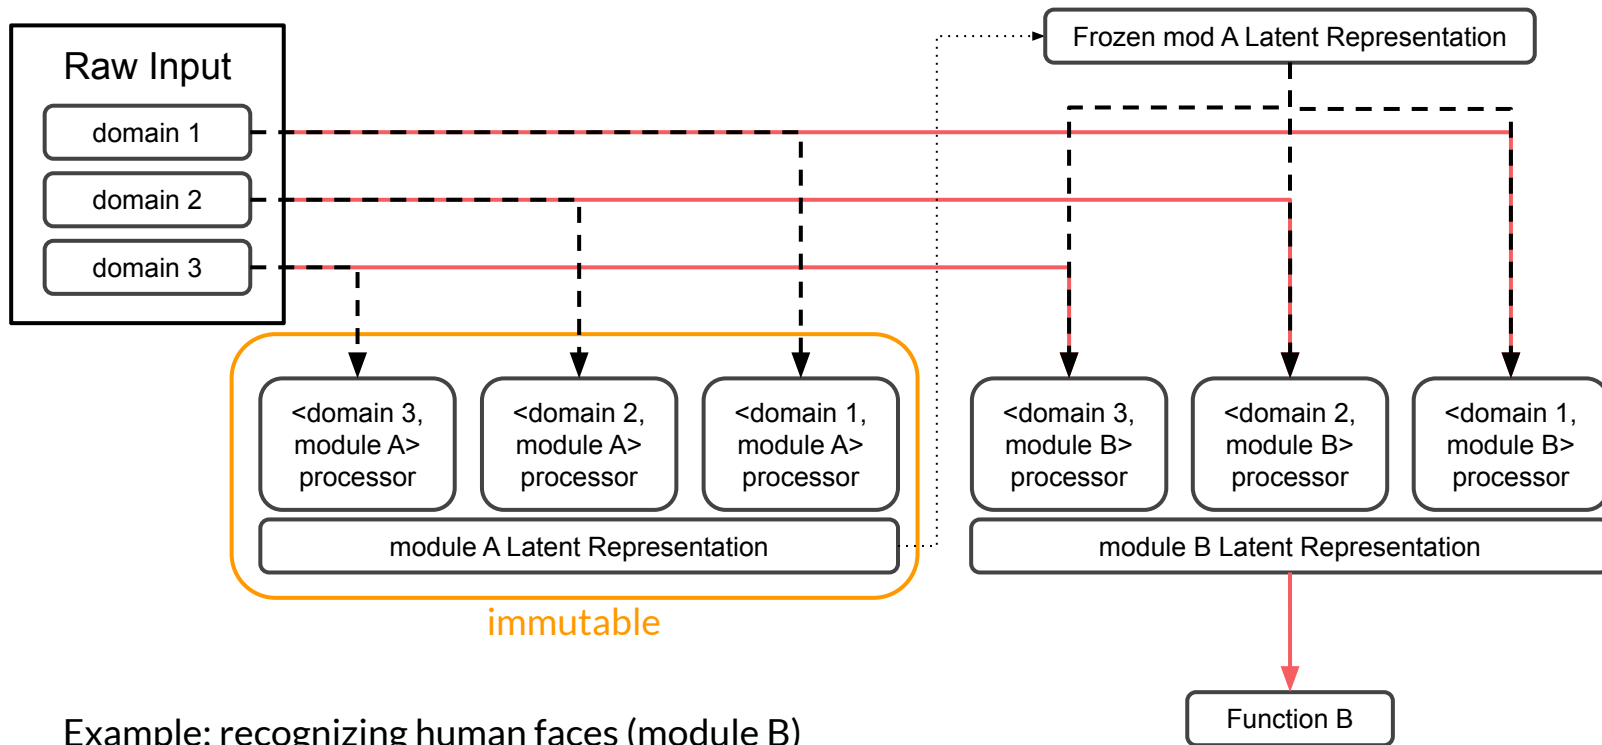 Raw Input
domain 1
domain 2
domain 3
Frozen mod A Latent Representation
<domain 3,
module A>
processor
<domain 2,
module A>
processor
<domain 1,
module A>
processor
<domain 3,
module B>
processor
<domain 2,
module B>
processor
<domain 1,
module B>
processor
module A Latent Representation
module B Latent Representation
immutable
Function B
Example: recognizing human faces (module B)